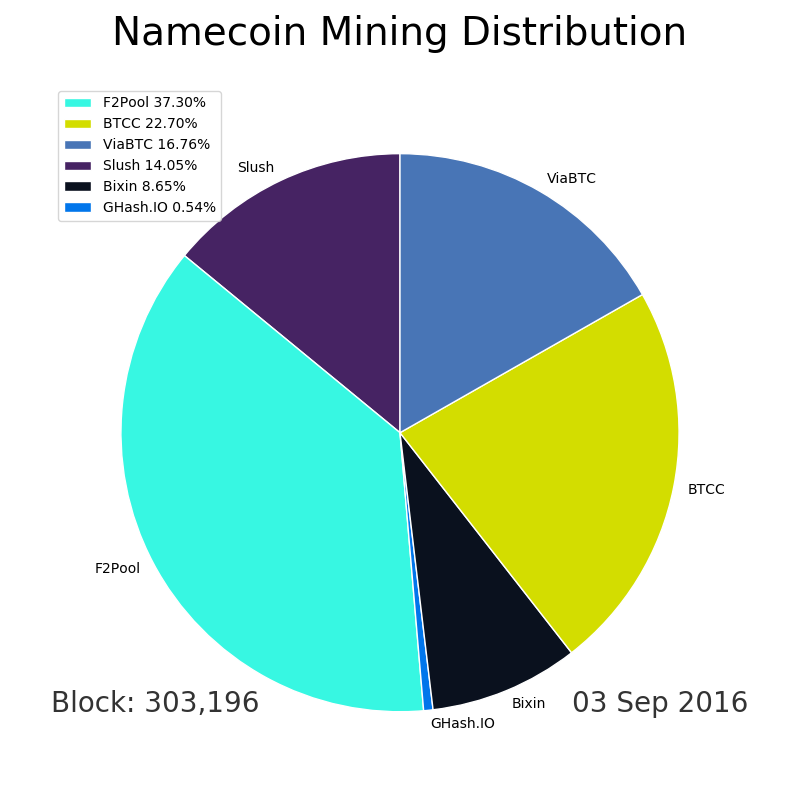 Namecoin Mining Distribution
F2Pool 37.30%
BTCC 22.70%
ViaBTC 16.76%
Slush 14.05%
Bixin 8.65%
GHash.IO 0.54%
Slush
ViaBTC
BTCC
F2Pool
Bixin
GHash.IO
Block: 303,196
03 Sep 2016